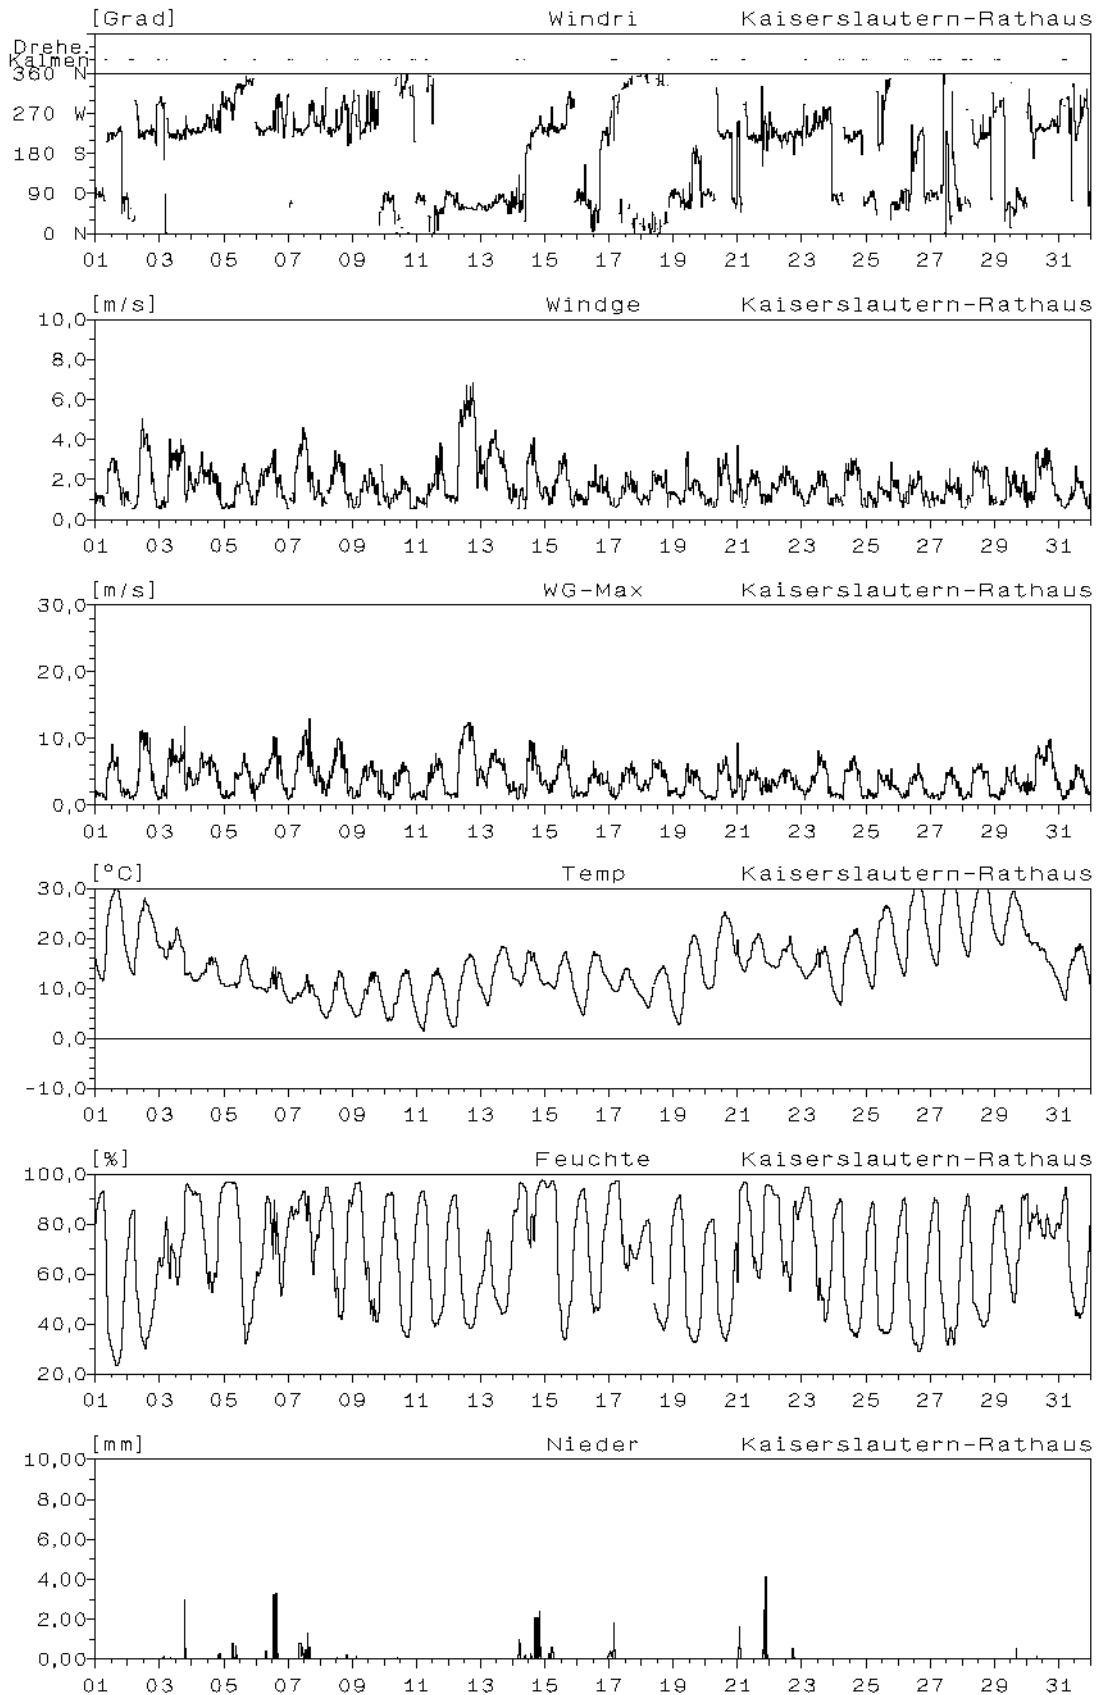 [Grad] Windri Kaiserslautern-Rathaus
Drehe.
Kalmen
360 N
270 W
180 S
90 O
0 N
01 03 05 07 09 11 13 15 17 19 21 23 25 27 29 31
[m/s] Windge Kaiserslautern-Rathaus
10,0
8,0
6,0
4,0
2,0
0,0
01 03 05 07 09 11 13 15 17 19 21 23 25 27 29 31
[m/s] WG-Max Kaiserslautern-Rathaus
30,0
20,0
10,0
0,0
01 03 05 07 09 11 13 15 17 19 21 23 25 27 29 31
[°C] Temp Kaiserslautern-Rathaus
30,0
20,0
10,0
0,0
-10,0
01 03 05 07 09 11 13 15 17 19 21 23 25 27 29 31
[%] Feuchte Kaiserslautern-Rathaus
100,0
80,0
60,0
40,0
20,0
01 03 05 07 09 11 13 15 17 19 21 23 25 27 29 31
[mm] Nieder Kaiserslautern-Rathaus
10,00
8,00
6,00
4,00
2,00
0,00
01 03 05 07 09 11 13 15 17 19 21 23 25 27 29 31